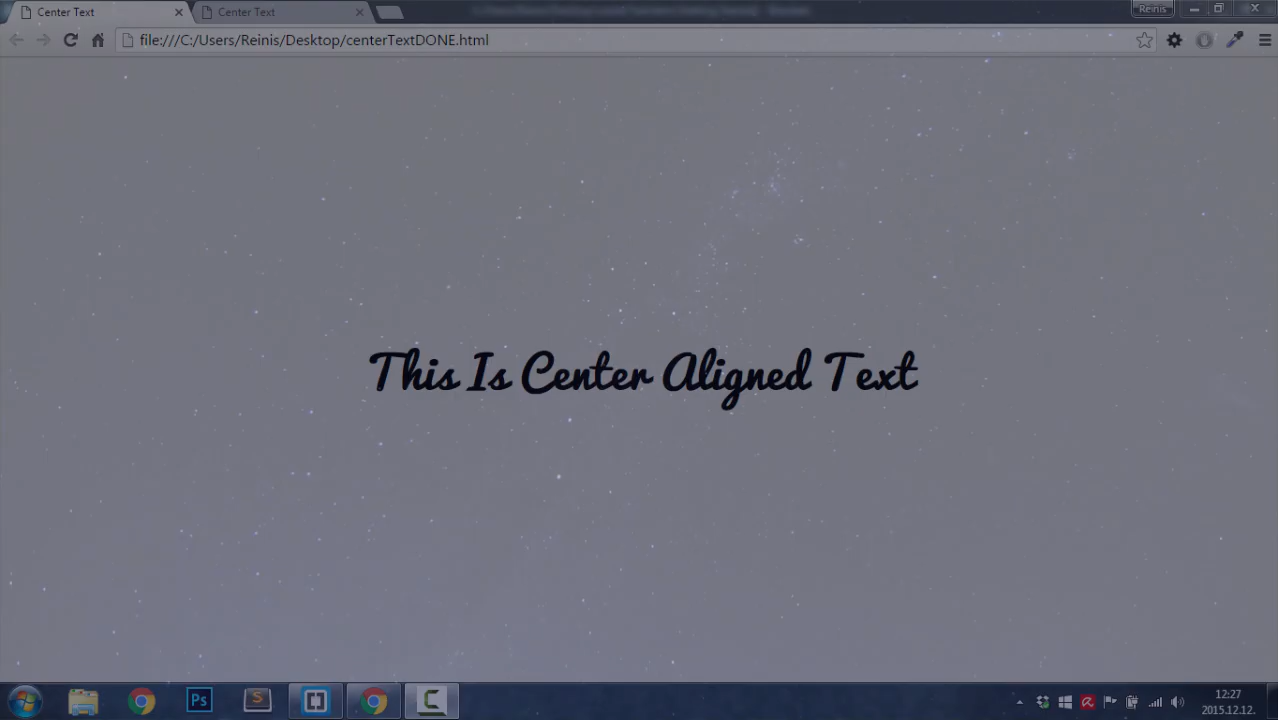 Center Text
Center Text
Reinis
file:///C:/Users/Reinis/Desktop/centerTextDONE.html
This Is Center Aligned Text
Ps
S
C
12:27
2015.12.12.